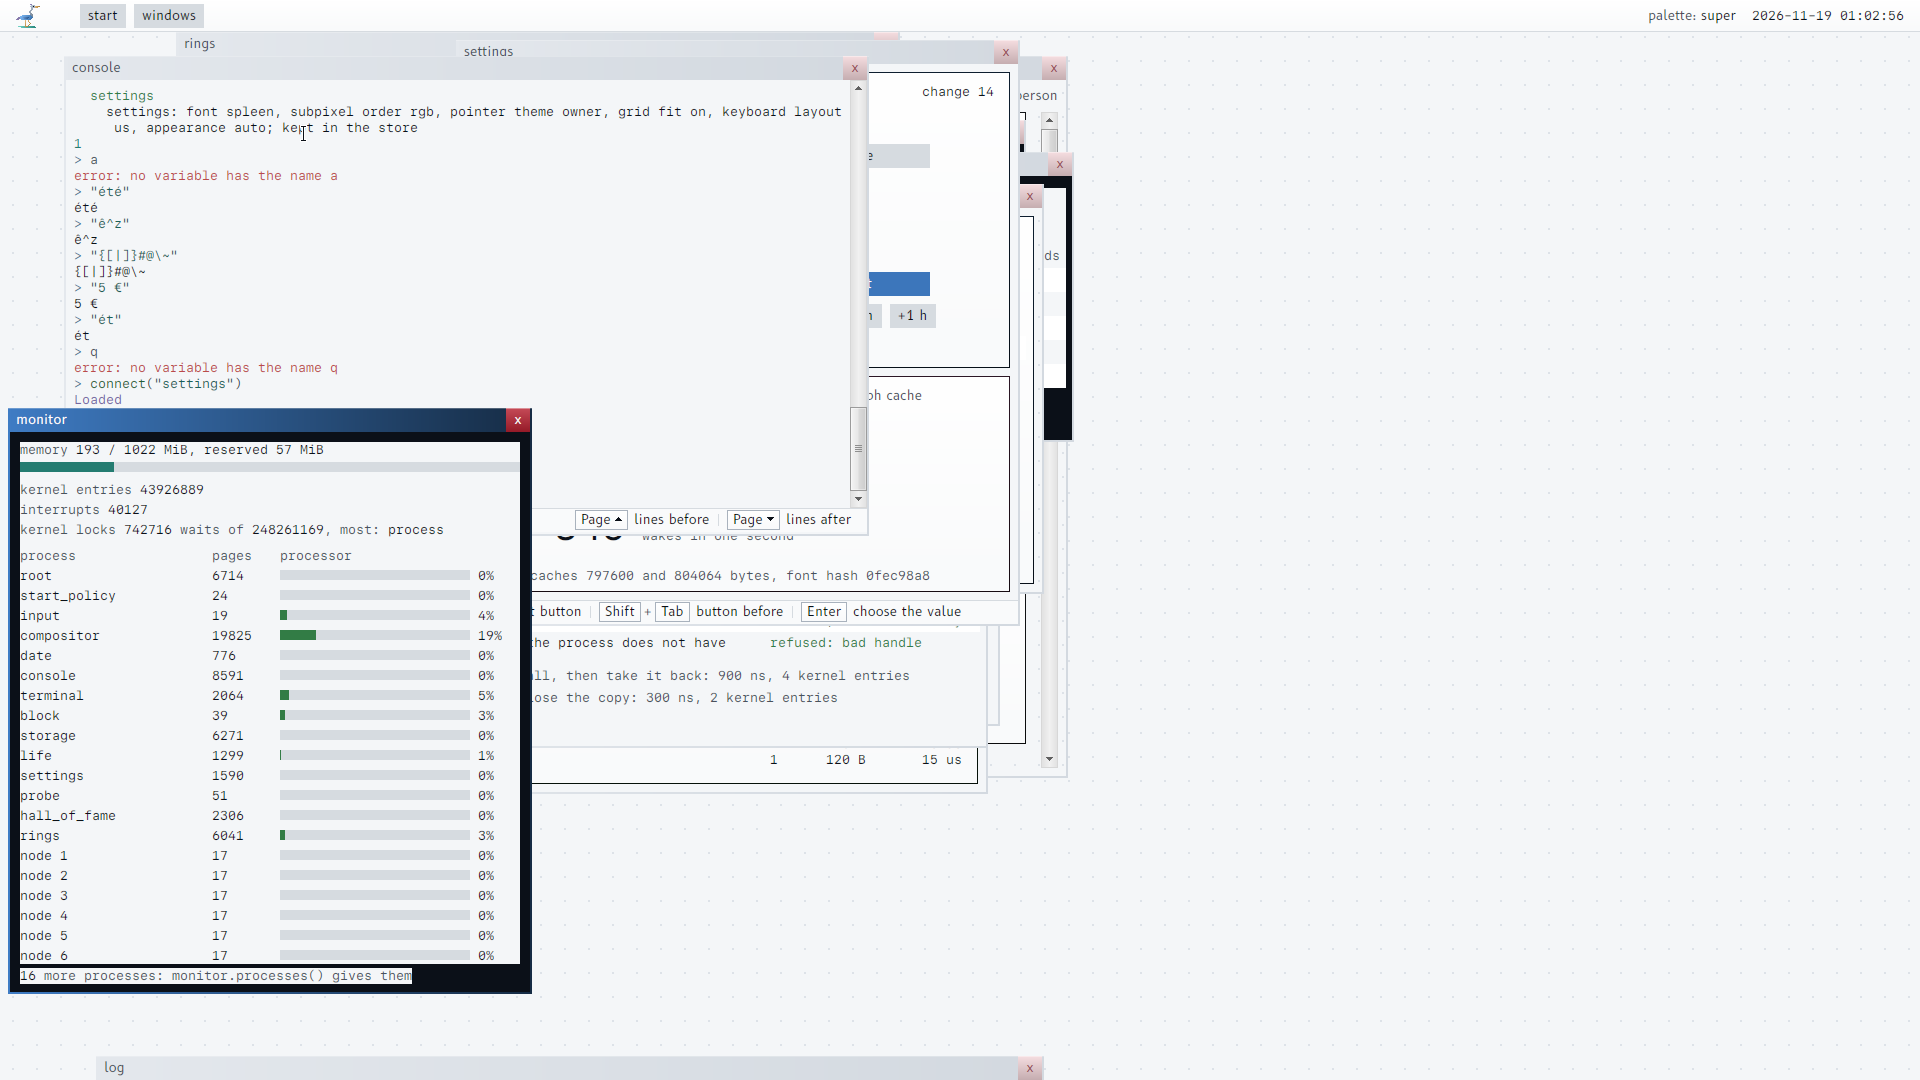 start windows palette: super 2026-11-19 01:02:56
rings
settings x
console x
x
settings
settings: font spleen, subpixel order rgb, pointer theme owner, grid fit on, keyboard layout
us, appearance auto; kept in the store
1
> a
error: no variable has the name a
> "été"
été
> "ê^z"
ê^z
> "{[|]}#@\~"
{[|]}#@\~
> "5 €"
5 €
> "ét"
ét
> q
error: no variable has the name q
> connect("settings")
Loaded
Page lines before Page lines after
change 14
+1 h
cache
wakes in one second
caches 797600 and 804064 bytes, font hash 0fec98a8
button Shift + Tab button before Enter choose the value
the process does not have refused: bad handle
, then take it back: 900 ns, 4 kernel entries
the copy: 300 ns, 2 kernel entries
1 120 B 15 us
x
x
monitor x
memory 193 / 1022 MiB, reserved 57 MiB
kernel entries 43926889
interrupts 40127
kernel locks 742716 waits of 248261169, most: process
process pages processor
root 6714 0%
start_policy 24 0%
input 19 4%
compositor 19825 19%
date 776 0%
console 8591 0%
terminal 2064 5%
block 39 3%
storage 6271 0%
life 1299 1%
settings 1590 0%
probe 51 0%
hall_of_fame 2306 0%
rings 6041 3%
node 1 17 0%
node 2 17 0%
node 3 17 0%
node 4 17 0%
node 5 17 0%
node 6 17 0%
16 more processes: monitor.processes() gives them
log x